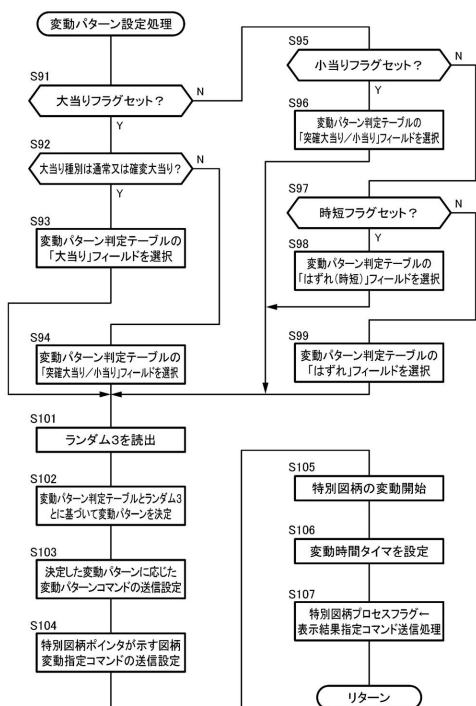 変動パターン設定処理
S91
大当りフラグセット?
N
Y
S92
大当り種別は通常又は確変大当り?
N
Y
S93
変動パターン判定テーブルの
「大当り」フィールドを選択
S94
変動パターン判定テーブルの
「突確大当り/小当り」フィールドを選択
S95
小当りフラグセット?
N
Y
S96
変動パターン判定テーブルの
「突確大当り/小当り」フィールドを選択
S97
時短フラグセット?
N
Y
S98
変動パターン判定テーブルの
「はずれ(時短)」フィールドを選択
S99
変動パターン判定テーブルの
「はずれ」フィールドを選択
S101
ランダム3を読出
S102
変動パターン判定テーブルとランダム3
とに基づいて変動パターンを決定
S103
決定した変動パターンに応じた
変動パターンコマンドの送信設定
S104
特別図柄ポインタが示す図柄
変動指定コマンドの送信設定
S105
特別図柄の変動開始
S106
変動時間タイマを設定
S107
特別図柄プロセスフラグ←
表示結果指定コマンド送信処理
リターン